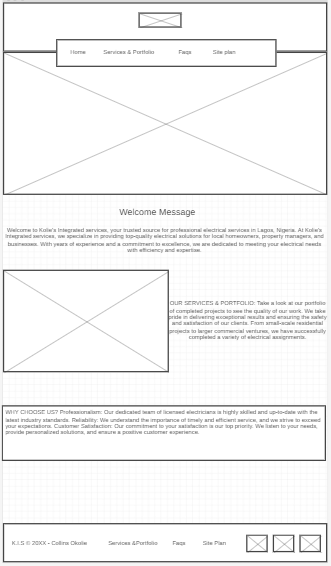 Home Services & Portfolio Faqs Site plan
Welcome Message
Welcome to Kolie's Integrated services, your trusted source for professional electrical services in Lagos, Nigeria. At Kolie's
Integrated services, we specialize in providing top-quality electrical solutions for local homeowners, property managers, and
businesses. With years of experience and a commitment to excellence, we are dedicated to meeting your electrical needs
with efficiency and expertise.
OUR SERVICES & PORTFOLIO: Take a look at our portfolio
of completed projects to see the quality of our work. We take
pride in delivering exceptional results and ensuring the safety
and satisfaction of our clients. From small-scale residential
projects to larger commercial ventures, we have successfully
completed a variety of electrical assignments.
WHY CHOOSE US? Professionalism: Our dedicated team of licensed electricians is highly skilled and up-to-date with the
latest industry standards. Reliability: We understand the importance of timely and efficient service, and we strive to exceed
your expectations. Customer Satisfaction: Our commitment to your satisfaction is our top priority. We listen to your needs,
provide personalized solutions, and ensure a positive customer experience.
K.I.S © 20XX • Collins Okolie Services &Portfolio Faqs Site Plan